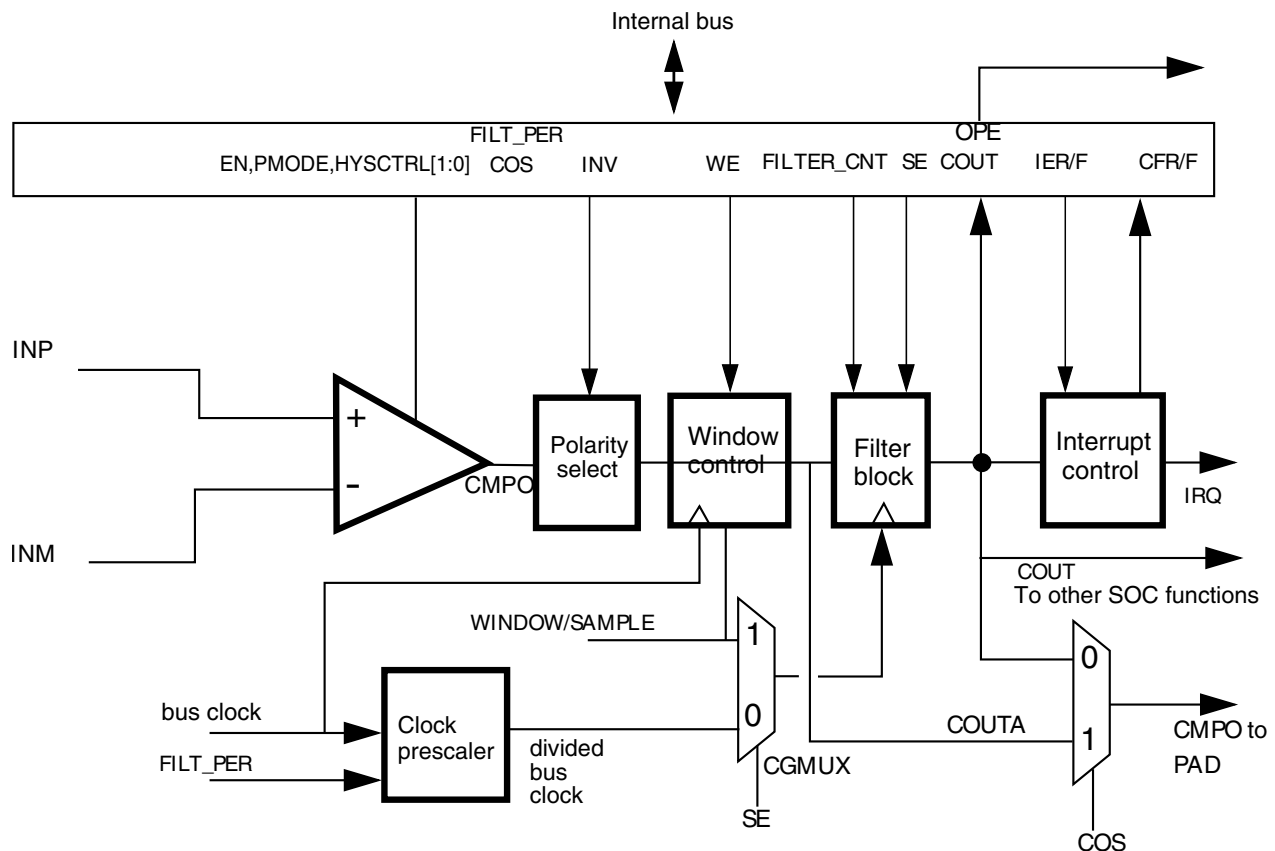 Internal bus
FILT_PER
OPE
EN,PMODE,HYSCTRL[1:0]
COS
INV
WE
FILTER_CNT
SE
COUT
IER/F
CFR/F
INP
+
-
INM
CMPO
Polarity
select
Window
control
Filter
block
Interrupt
control
IRQ
COUT
To other SOC functions
WINDOW/SAMPLE
1
0
CGMUX
SE
bus clock
FILT_PER
Clock
prescaler
divided
bus
clock
COUTA
0
1
CMPO to
PAD
COS